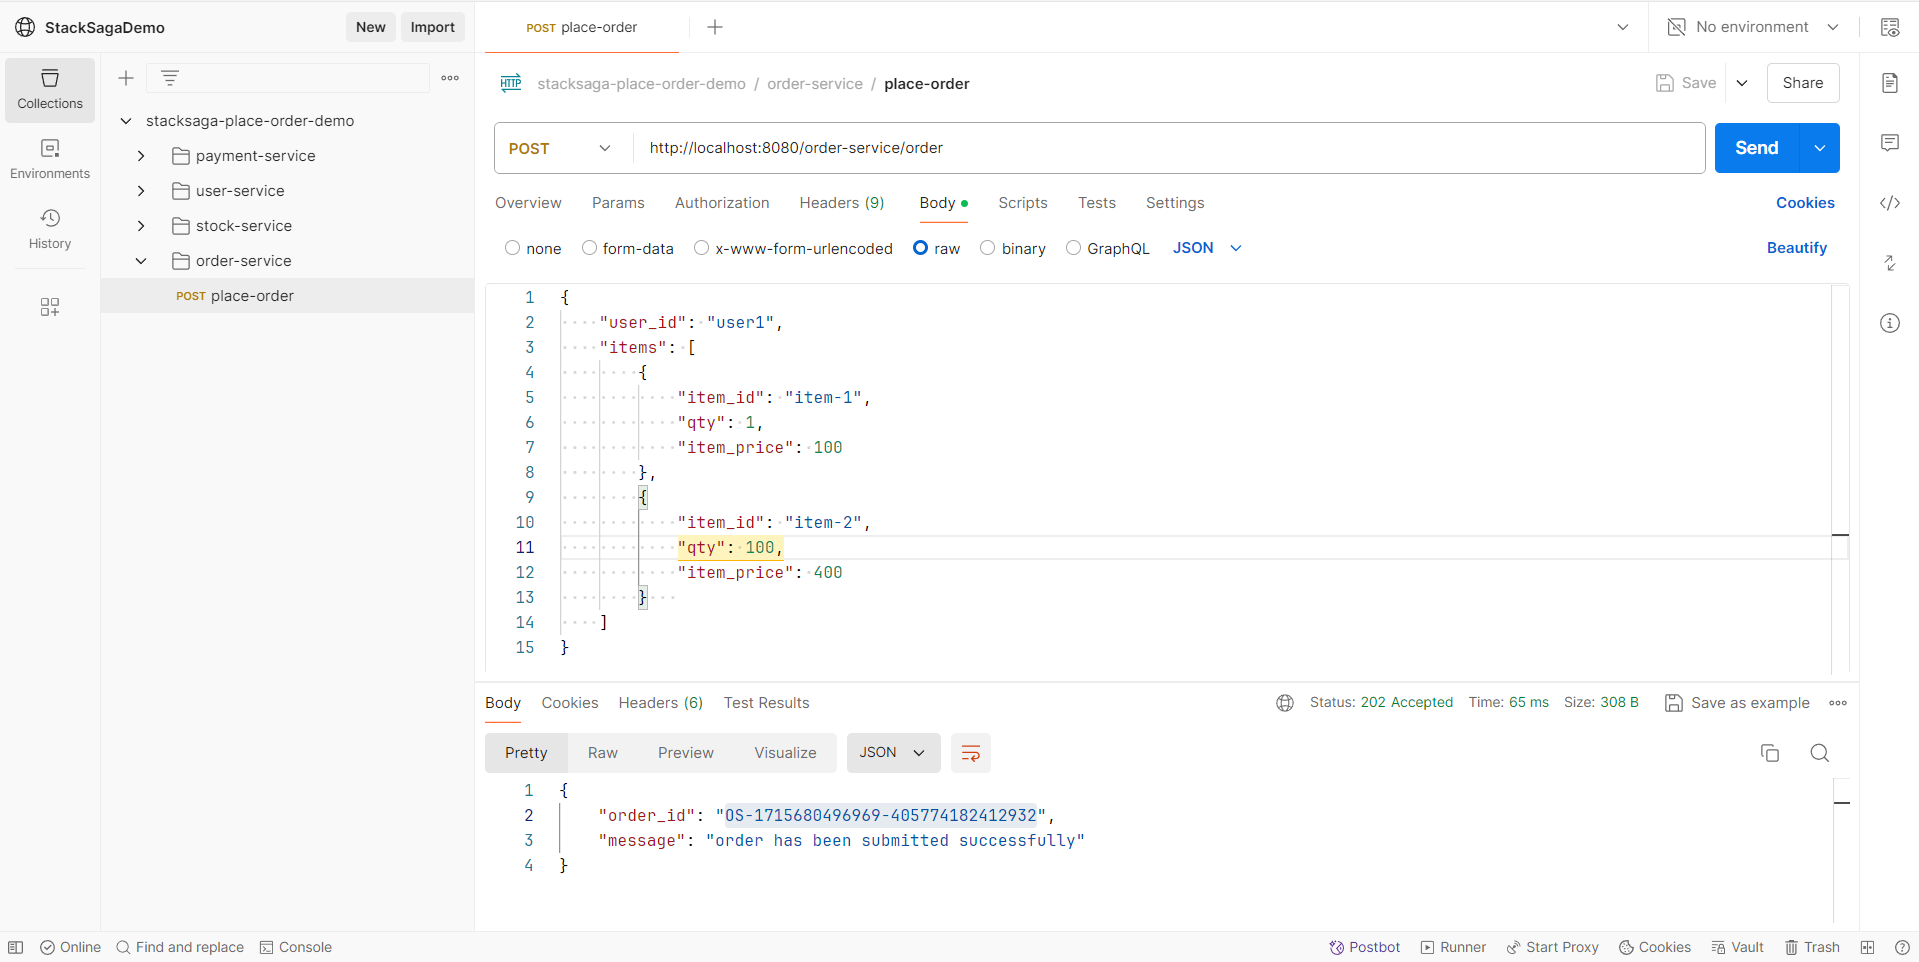 StackSagaDemo
New
Import
POST place-order
No environment
Collections
Environments
History
stacksaga-place-order-demo
payment-service
user-service
stock-service
order-service
POST place-order
HTTP
stacksaga-place-order-demo / order-service / place-order
Save
Share
POST
http://localhost:8080/order-service/order
Send
Overview
Params
Authorization
Headers (9)
Body
Scripts
Tests
Settings
Cookies
none
form-data
x-www-form-urlencoded
raw
binary
GraphQL
JSON
Beautify
1 {
2 "user_id": "user1",
3 "items": [
4 {
5 "item_id": "item-1",
6 "qty": 1,
7 "item_price": 100
8 },
9 {
10 "item_id": "item-2",
11 "qty": 100,
12 "item_price": 400
13 }
14 ]
15 }
Body
Cookies
Headers (6)
Test Results
Status: 202 Accepted
Time: 65 ms
Size: 308 B
Save as example
Pretty
Raw
Preview
Visualize
JSON
1 {
2 "order_id": "OS-1715680496969-405774182412932",
3 "message": "order has been submitted successfully"
4 }
Online
Find and replace
Console
Postbot
Runner
Start Proxy
Cookies
Vault
Trash